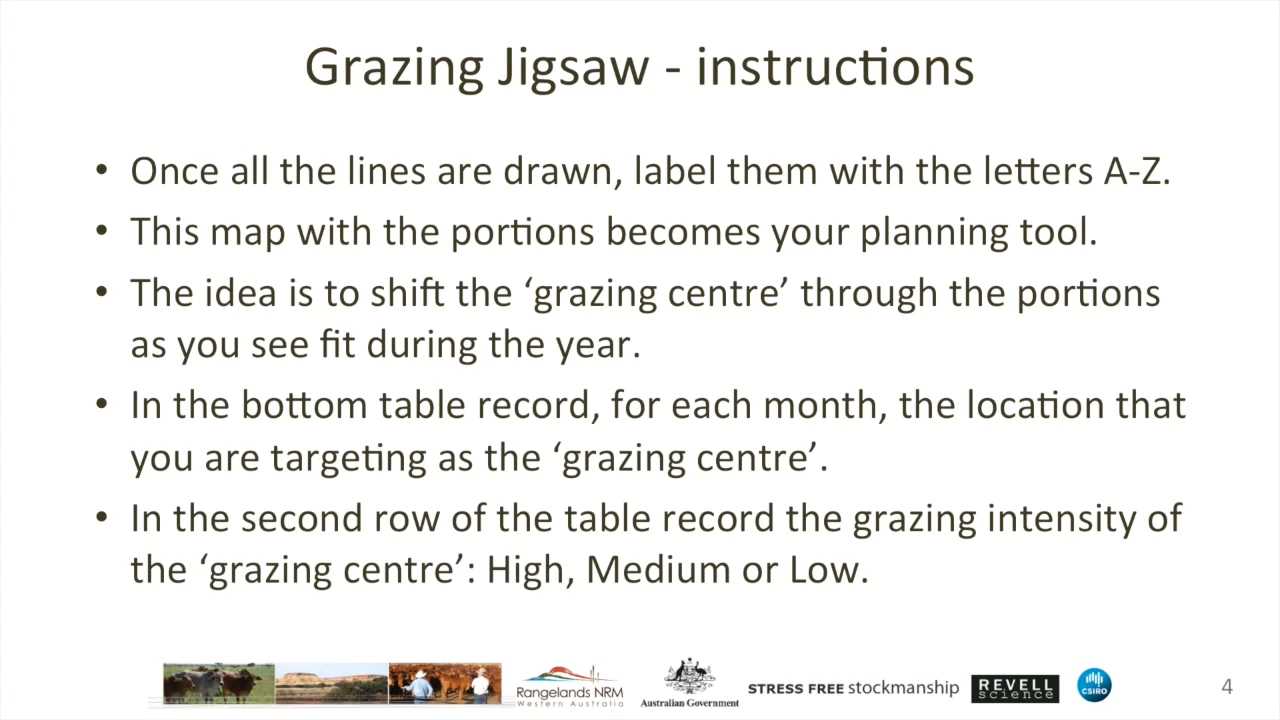 Grazing Jigsaw - instructions
• Once all the lines are drawn, label them with the letters A-Z.
• This map with the portions becomes your planning tool.
• The idea is to shift the ‘grazing centre’ through the portions
as you see fit during the year.
• In the bottom table record, for each month, the location that
you are targeting as the ‘grazing centre’.
• In the second row of the table record the grazing intensity of
the ‘grazing centre’: High, Medium or Low.
Rangelands NRM
Western Australia
Australian Government
STRESS FREE stockmanship
REVELL
science
CSIRO
4